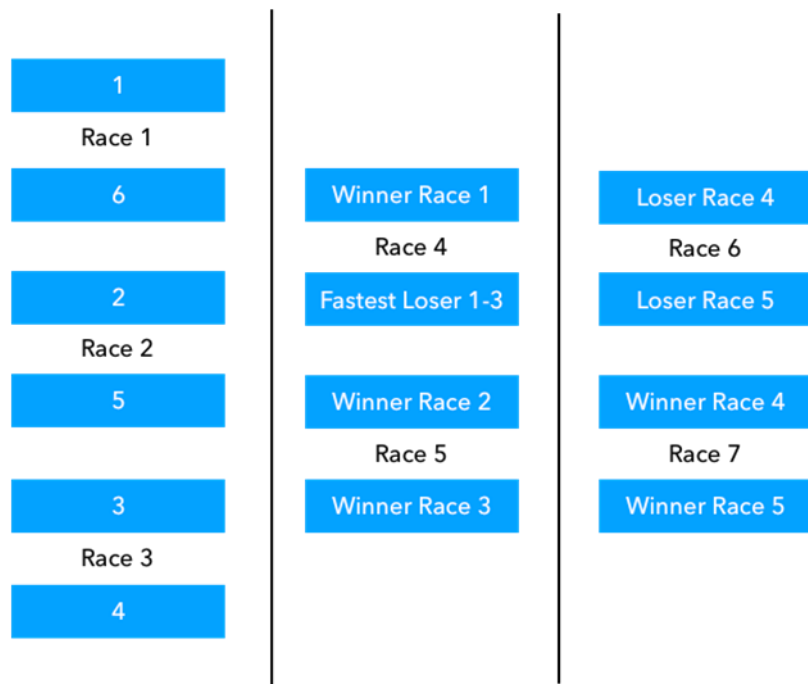 1
Race 1
6
2
Race 2
5
3
Race 3
4
Winner Race 1
Race 4
Fastest Loser 1-3
Winner Race 2
Race 5
Winner Race 3
Loser Race 4
Race 6
Loser Race 5
Winner Race 4
Race 7
Winner Race 5